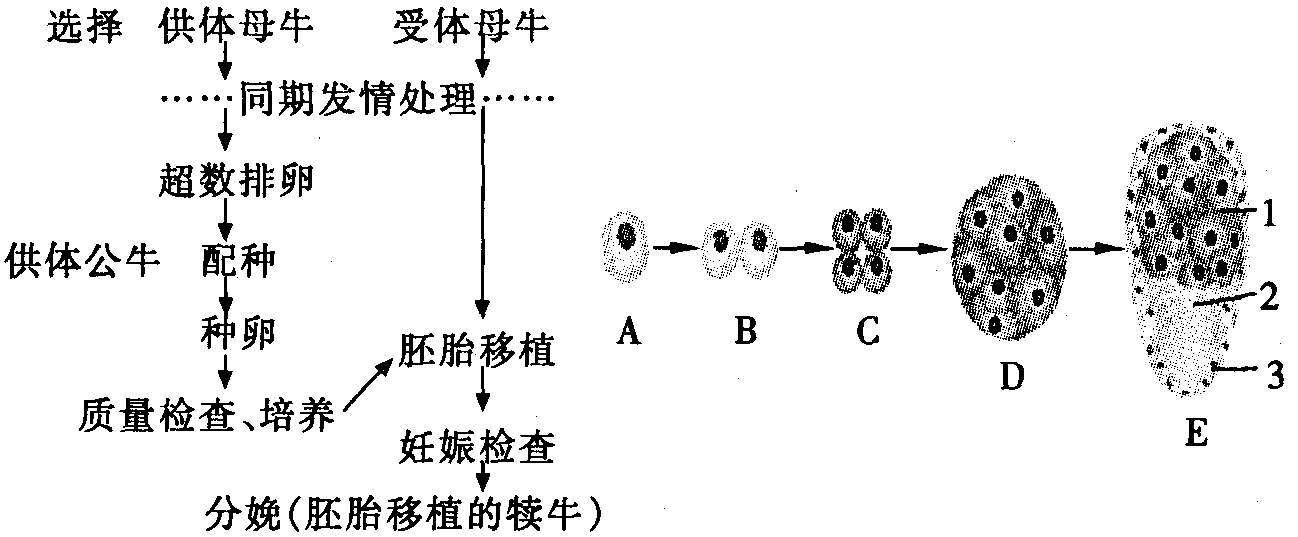 选择 供体母牛 受体母牛
……同期发情处理……
超数排卵
供体公牛 配种
种卵
质量检查、培养
胚胎移植
妊娠检查
分娩(胚胎移植的犊牛)
A
B
C
D
E
1
2
3